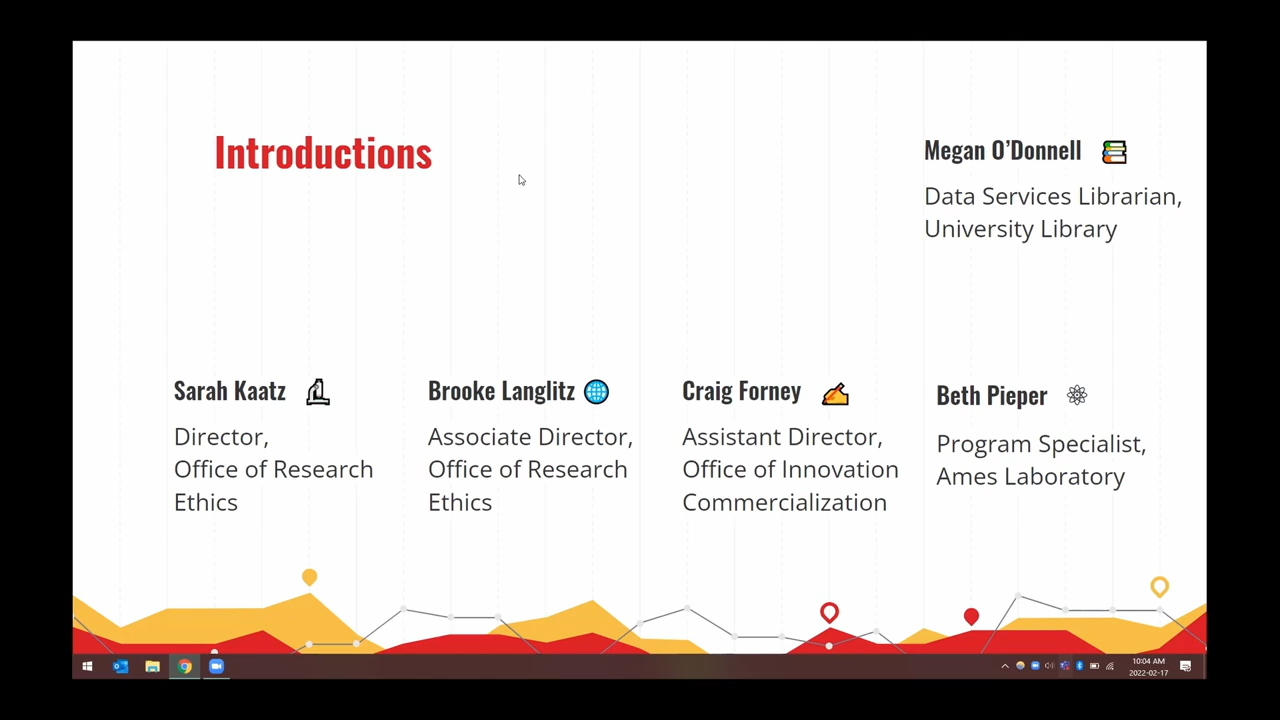 Introductions
Megan O’Donnell
Data Services Librarian,
University Library
Sarah Kaatz
Director,
Office of Research
Ethics
Brooke Langlitz
Associate Director,
Office of Research
Ethics
Craig Forney
Assistant Director,
Office of Innovation
Commercialization
Beth Pieper
Program Specialist,
Ames Laboratory
10:04 AM
2022-02-17